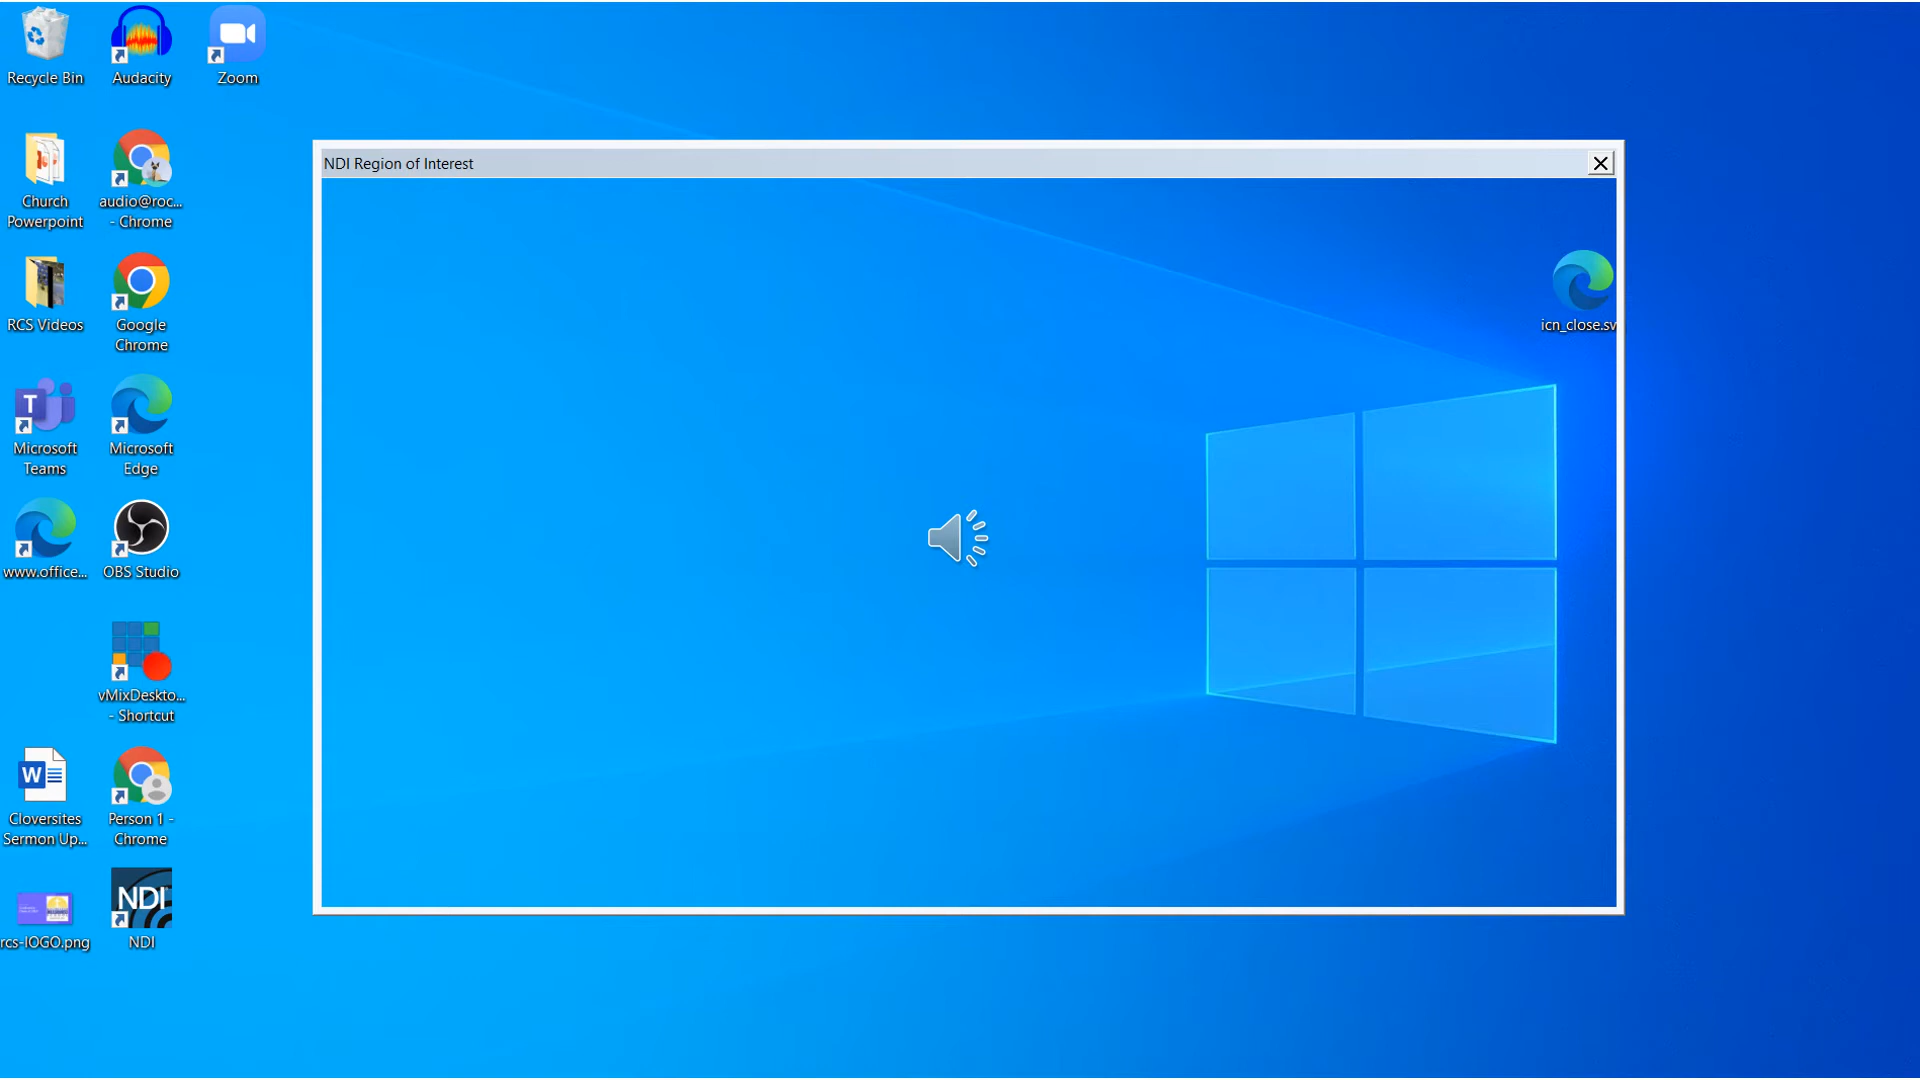 Recycle Bin
Audacity
Zoom
NDI Region of Interest
Church
Powerpoint
audio@roc...
- Chrome
RCS Videos
Google
Chrome
icn_close.sv
T
Microsoft
Teams
Microsoft
Edge
www.office...
OBS Studio
vMixDeskto...
- Shortcut
W
Cloversites
Sermon Up...
Person 1 -
Chrome
NDI
rcs-lOGO.png
NDI